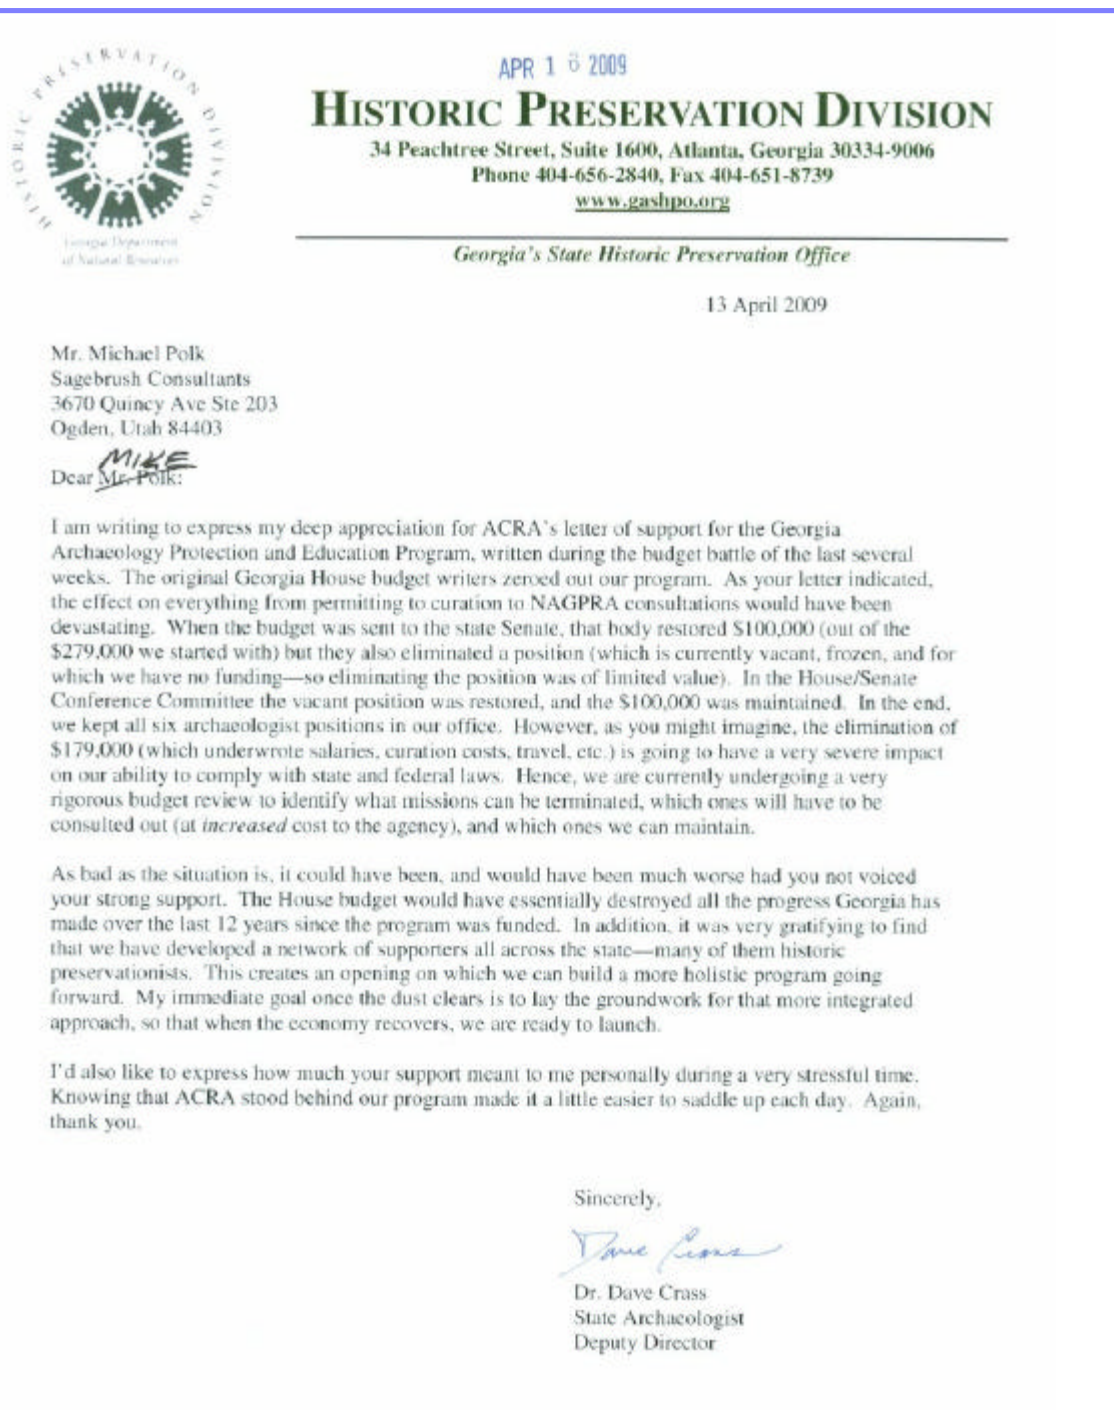 HISTORIC PRESERVATION DIVISION
Georgia Department
of Natural Resources
APR 1 6 2009
HISTORIC PRESERVATION DIVISION
34 Peachtree Street, Suite 1600, Atlanta, Georgia 30334-9006
Phone 404-656-2840, Fax 404-651-8739
www.gashpo.org
Georgia's State Historic Preservation Office
13 April 2009
Mr. Michael Polk
Sagebrush Consultants
3670 Quincy Ave Ste 203
Ogden, Utah 84403
MIKE
Dear Mr. Polk:
I am writing to express my deep appreciation for ACRA's letter of support for the Georgia
Archaeology Protection and Education Program, written during the budget battle of the last several
weeks. The original Georgia House budget writers zeroed out our program. As your letter indicated,
the effect on everything from permitting to curation to NAGPRA consultations would have been
devastating. When the budget was sent to the state Senate, that body restored $100,000 (out of the
$279,000 we started with) but they also eliminated a position (which is currently vacant, frozen, and for
which we have no funding—so eliminating the position was of limited value). In the House/Senate
Conference Committee the vacant position was restored, and the $100,000 was maintained. In the end,
we kept all six archaeologist positions in our office. However, as you might imagine, the elimination of
$179,000 (which underwrote salaries, curation costs, travel, etc.) is going to have a very severe impact
on our ability to comply with state and federal laws. Hence, we are currently undergoing a very
rigorous budget review to identify what missions can be terminated, which ones will have to be
consulted out (at increased cost to the agency), and which ones we can maintain.
As bad as the situation is, it could have been, and would have been much worse had you not voiced
your strong support. The House budget would have essentially destroyed all the progress Georgia has
made over the last 12 years since the program was funded. In addition, it was very gratifying to find
that we have developed a network of supporters all across the state—many of them historic
preservationists. This creates an opening on which we can build a more holistic program going
forward. My immediate goal once the dust clears is to lay the groundwork for that more integrated
approach, so that when the economy recovers, we are ready to launch.
I'd also like to express how much your support meant to me personally during a very stressful time.
Knowing that ACRA stood behind our program made it a little easier to saddle up each day. Again,
thank you.
Sincerely,
Dave Crass
Dr. Dave Crass
State Archaeologist
Deputy Director